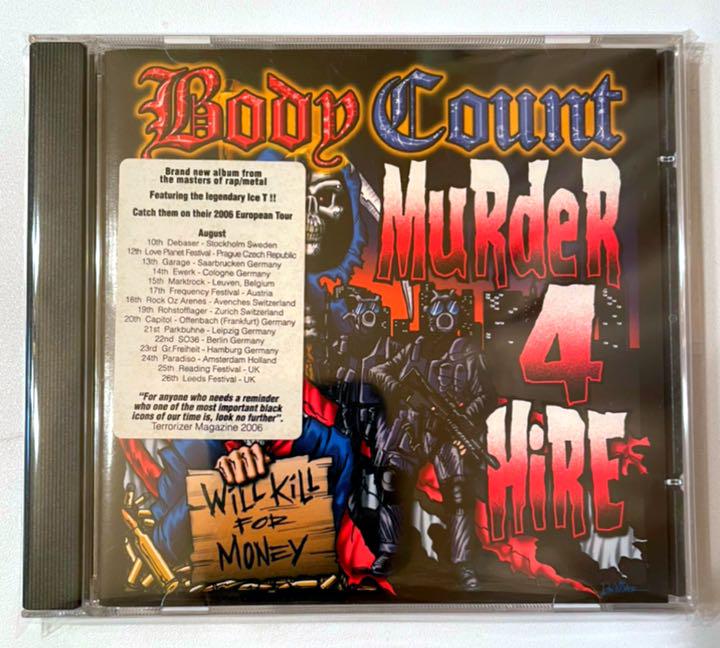 Body Count
MuRdeR
4
HiRE
Brand new album from
the masters of rap/metal
Featuring the legendary Ice T !!
Catch them on their 2006 European Tour
August
10th Debaser - Stockholm Sweden
12th Love Planet Festival - Prague Czech Republic
13th Garage - Saarbrucken Germany
14th Ewerk - Cologne Germany
15th Marktrock - Leuven, Belgium
17th Frequency Festival - Austria
18th Rock Oz Arenes - Avenches Switzerland
19th Rohstofflager - Zurich Switzerland
20th Capitol - Offenbach (Frankfurt) Germany
21st Parkbuhne - Leipzig Germany
22nd SO36 - Berlin Germany
23rd Gr.Freiheit - Hamburg Germany
24th Paradiso - Amsterdam Holland
25th Reading Festival - UK
26th Leeds Festival - UK
"For anyone who needs a reminder
who one of the most important black
icons of our time is, look no further".
Terrorizer Magazine 2006
WILL KILL
FOR
MONEY